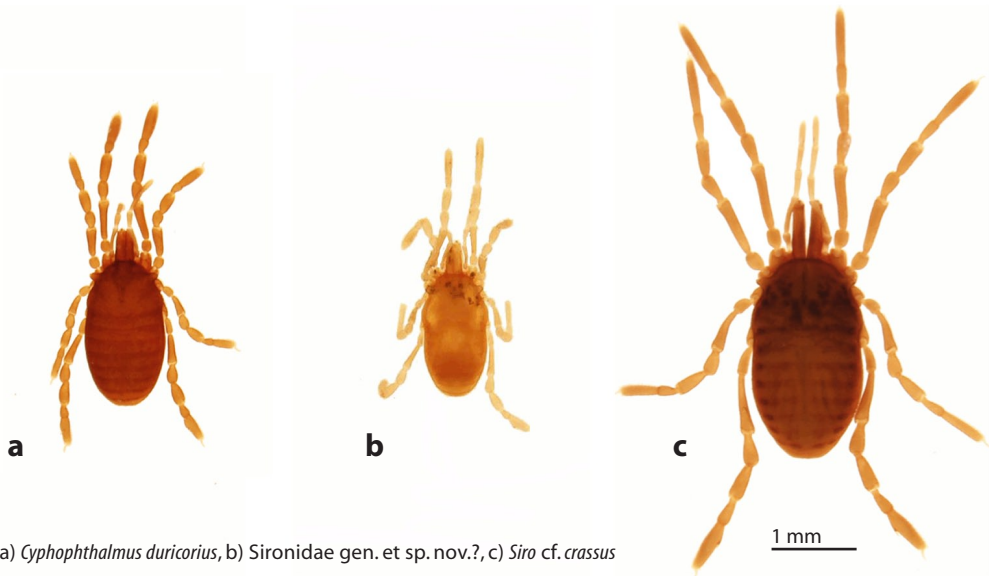 a
b
c
1 mm
a) Cyphophthalmus duricorius, b) Sironidae gen. et sp. nov.?, c) Siro cf. crassus